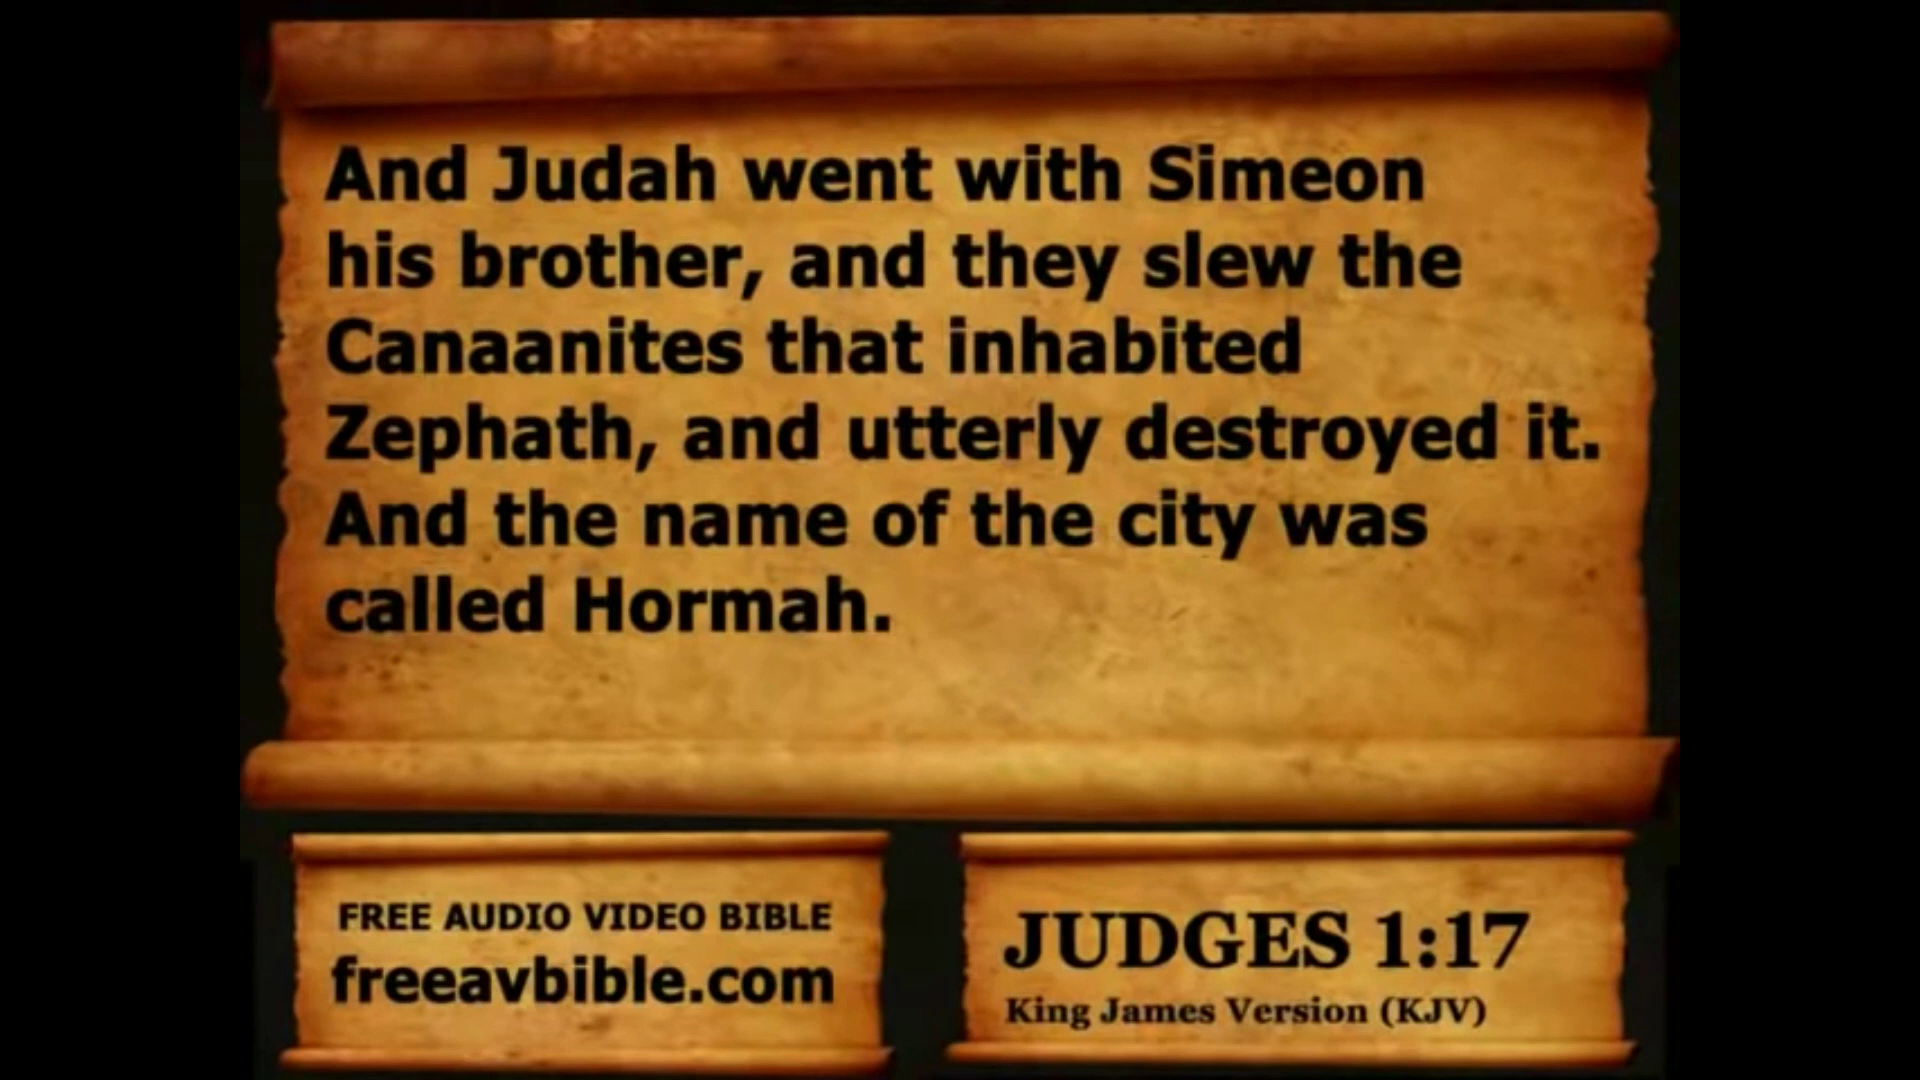 And Judah went with Simeon
his brother, and they slew the
Canaanites that inhabited
Zephath, and utterly destroyed it.
And the name of the city was
called Hormah.
FREE AUDIO VIDEO BIBLE
freeavbible.com
JUDGES 1:17
King James Version (KJV)